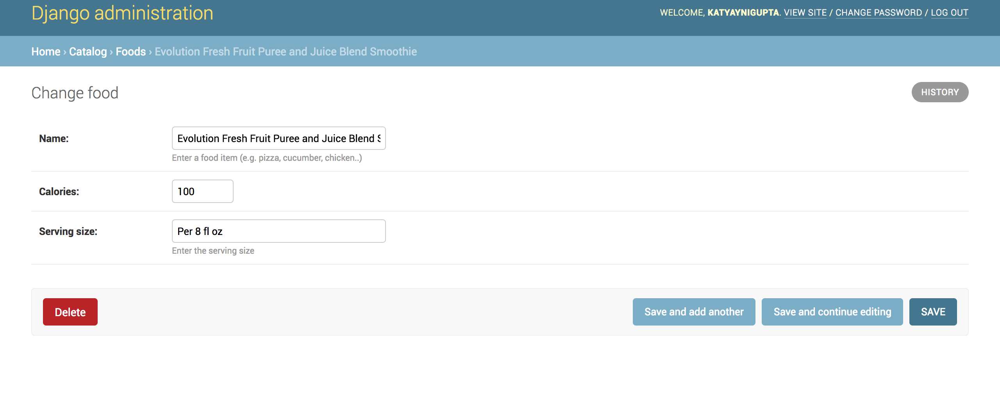 Django administration
WELCOME, KATYAYNIGUPTA. VIEW SITE / CHANGE PASSWORD / LOG OUT
Home › Catalog › Foods › Evolution Fresh Fruit Puree and Juice Blend Smoothie
Change food
HISTORY
Name:
Evolution Fresh Fruit Puree and Juice Blend S
Enter a food item (e.g. pizza, cucumber, chicken..)
Calories:
100
Serving size:
Per 8 fl oz
Enter the serving size
Delete
Save and add another
Save and continue editing
SAVE